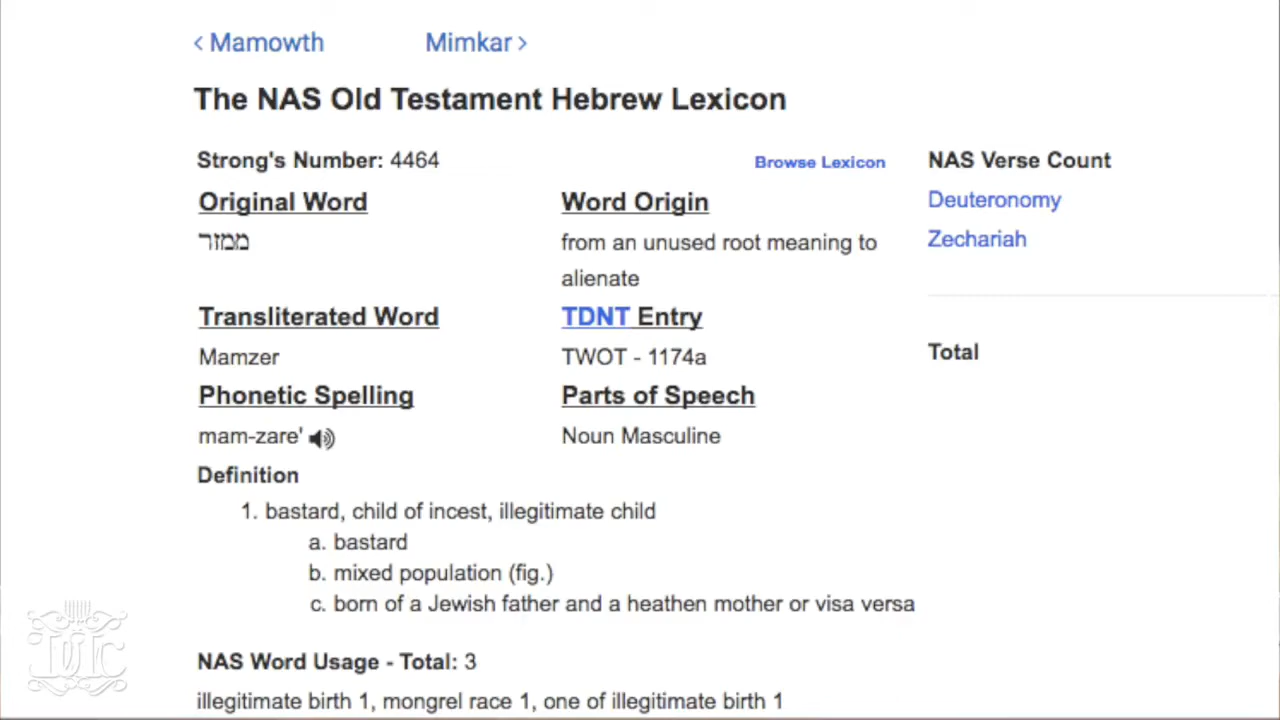 < Mamowth Mimkar >
The NAS Old Testament Hebrew Lexicon
Strong's Number: 4464 Browse Lexicon NAS Verse Count
Original Word Word Origin Deuteronomy
ממזר from an unused root meaning to Zechariah
alienate
Transliterated Word TDNT Entry
Mamzer TWOT - 1174a Total
Phonetic Spelling Parts of Speech
mam-zare' Noun Masculine
Definition
1. bastard, child of incest, illegitimate child
a. bastard
b. mixed population (fig.)
c. born of a Jewish father and a heathen mother or visa versa
NAS Word Usage - Total: 3
illegitimate birth 1, mongrel race 1, one of illegitimate birth 1